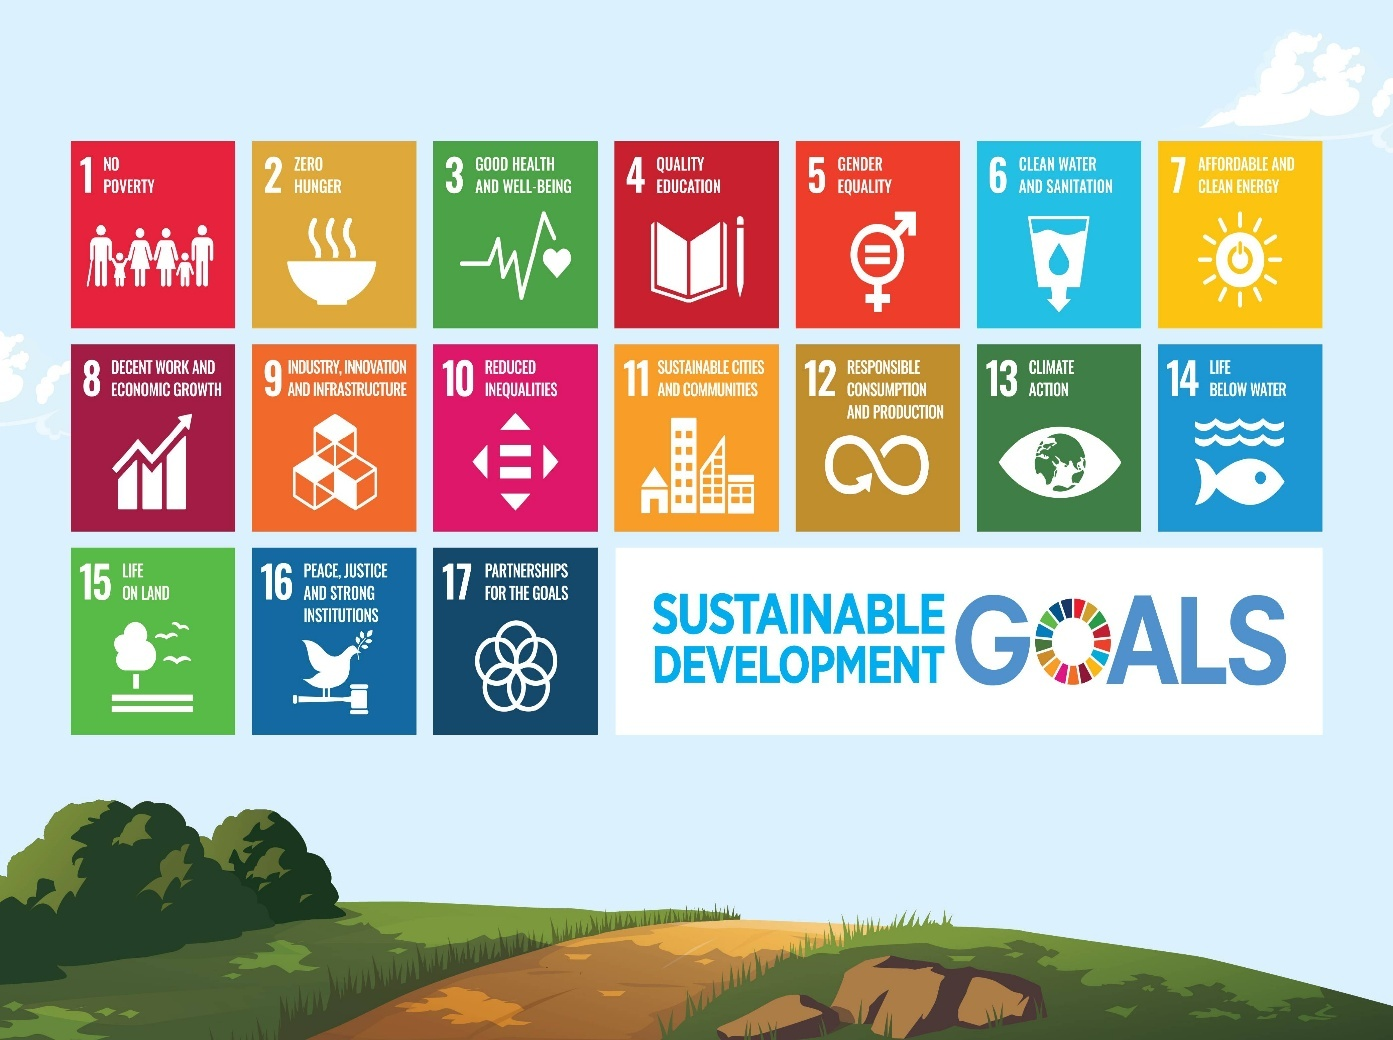 1 NO
POVERTY
2 ZERO
HUNGER
3 GOOD HEALTH
AND WELL-BEING
4 QUALITY
EDUCATION
5 GENDER
EQUALITY
6 CLEAN WATER
AND SANITATION
7 AFFORDABLE AND
CLEAN ENERGY
8 DECENT WORK AND
ECONOMIC GROWTH
9 INDUSTRY, INNOVATION
AND INFRASTRUCTURE
10 REDUCED
INEQUALITIES
11 SUSTAINABLE CITIES
AND COMMUNITIES
12 RESPONSIBLE
CONSUMPTION
AND PRODUCTION
13 CLIMATE
ACTION
14 LIFE
BELOW WATER
15 LIFE
ON LAND
16 PEACE, JUSTICE
AND STRONG
INSTITUTIONS
17 PARTNERSHIPS
FOR THE GOALS
SUSTAINABLE
DEVELOPMENT
GOALS